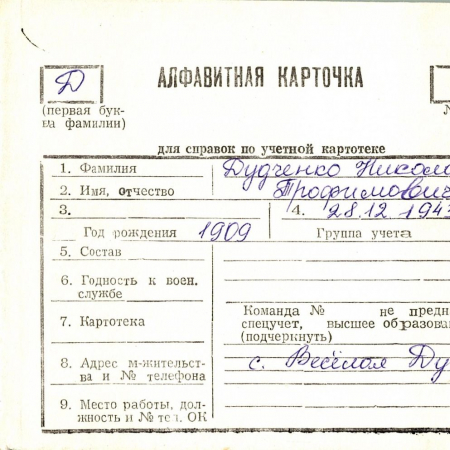 Д
АЛФАВИТНАЯ КАРТОЧКА
(первая бук-
ва фамилии)
для справок по учетной картотеке
1. Фамилия Дудченко Никола
2. Имя, отчество Трофимович
3. 4. 28.12.194
Год рождения 1909 Группа учета
5. Состав
6. Годность к воен.
службе
7. Картотека
Команда № не предн
спецучет, высшее образова
(подчеркнуть)
8. Адрес м-жительст-
ва и № телефона
с. Весёлая Ду
9. Место работы, дол-
жность и № тел. ОК